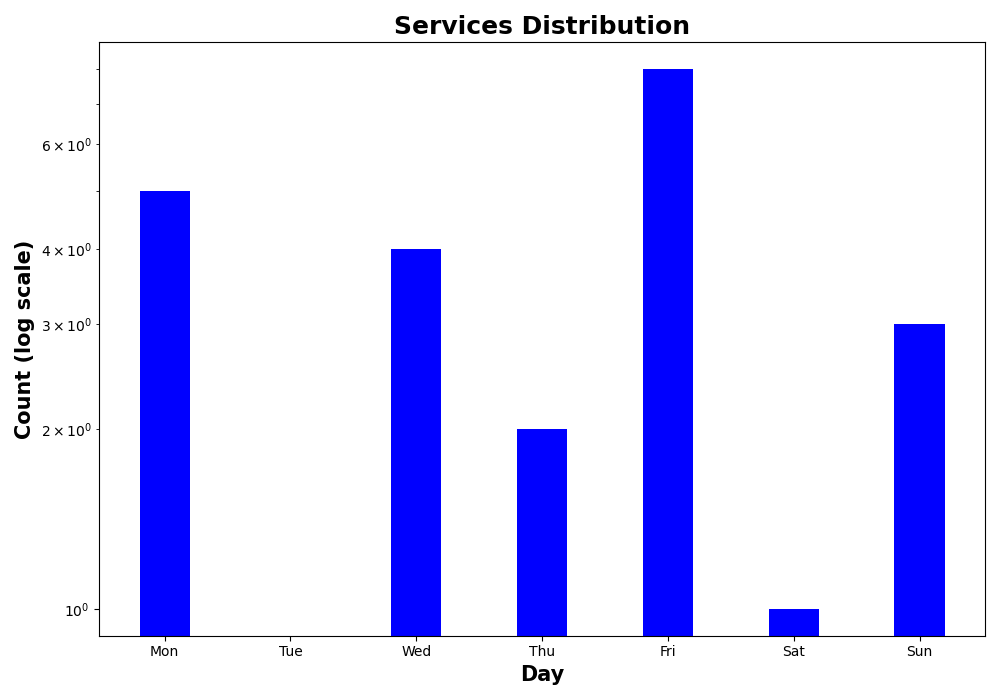 Services Distribution
Count (log scale)
6 × 10⁰
4 × 10⁰
3 × 10⁰
2 × 10⁰
10⁰
Mon Tue Wed Thu Fri Sat Sun
Day